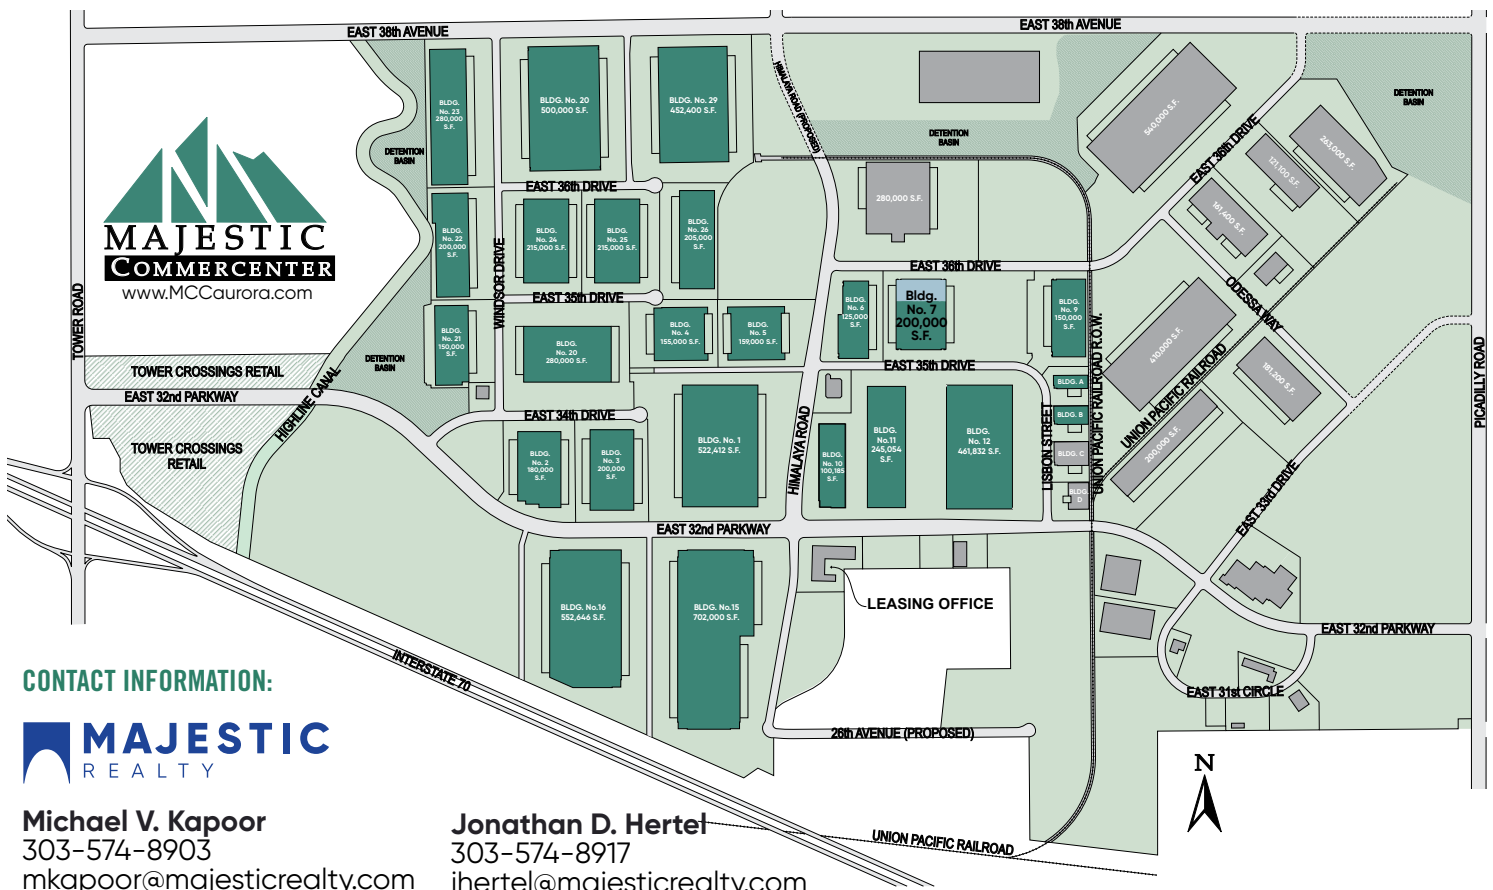 EAST 38th AVENUE
EAST 38th AVENUE
HIMALAYA ROAD (PROPOSED)
DETENTION
BASIN
BLDG.
No. 23
280,000
S.F.
BLDG. No. 20
500,000 S.F.
BLDG. No. 29
452,400 S.F.
DETENTION
BASIN
DETENTION
BASIN
540,000 S.F.
EAST 36th DRIVE
121,100 S.F.
263,000 S.F.
161,400 S.F.
MAJESTIC
COMMERCENTER
www.MCCaurora.com
EAST 36th DRIVE
280,000 S.F.
BLDG.
No. 22
200,000
S.F.
WINDSOR DRIVE
BLDG.
No. 24
215,000 S.F.
BLDG.
No. 25
215,000 S.F.
BLDG.
No. 26
205,000
S.F.
EAST 36th DRIVE
ODESSA WAY
TOWER ROAD
EAST 35th DRIVE
BLDG.
No. 21
150,000
S.F.
BLDG.
No. 20
280,000 S.F.
BLDG.
No. 4
155,000 S.F.
BLDG.
No. 5
159,000 S.F.
BLDG.
No. 6
125,000
S.F.
Bldg.
No. 7
200,000
S.F.
BLDG.
No. 9
150,000
S.F.
UNION PACIFIC RAILROAD R.O.W.
410,000 S.F.
UNION PACIFIC RAILROAD
181,200 S.F.
PICADILLY ROAD
DETENTION
BASIN
TOWER CROSSINGS RETAIL
EAST 32nd PARKWAY
HIGHLINE CANAL
EAST 35th DRIVE
BLDG. A
BLDG. B
BLDG. C
BLDG.
D
LISBON STREET
TOWER CROSSINGS
RETAIL
EAST 34th DRIVE
BLDG.
No. 2
180,000
S.F.
BLDG.
No. 3
200,000
S.F.
BLDG. No. 1
522,412 S.F.
HIMALAYA ROAD
BLDG.
No. 10
100,185
S.F.
BLDG.
No.11
245,054
S.F.
BLDG.
No. 12
461,832 S.F.
200,000 S.F.
EAST 33rd DRIVE
EAST 32nd PARKWAY
BLDG. No.16
552,646 S.F.
BLDG. No.15
702,000 S.F.
LEASING OFFICE
EAST 32nd PARKWAY
INTERSTATE 70
EAST 31st CIRCLE
26th AVENUE (PROPOSED)
N
UNION PACIFIC RAILROAD
CONTACT INFORMATION:
MAJESTIC
REALTY
Michael V. Kapoor
303-574-8903
mkapoor@majesticrealty.com
Jonathan D. Hertel
303-574-8917
jhertel@majesticrealty.com